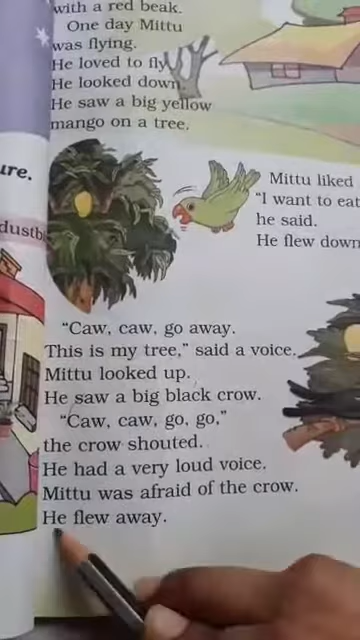 with a red beak.
One day Mittu
was flying.
He loved to fly.
He looked down.
He saw a big yellow
mango on a tree.
ure.
dustbi
Mittu liked
"I want to eat
he said.
He flew down
"Caw, caw, go away.
This is my tree," said a voice.
Mittu looked up.
He saw a big black crow.
"Caw, caw, go, go,"
the crow shouted.
He had a very loud voice.
Mittu was afraid of the crow.
He flew away.